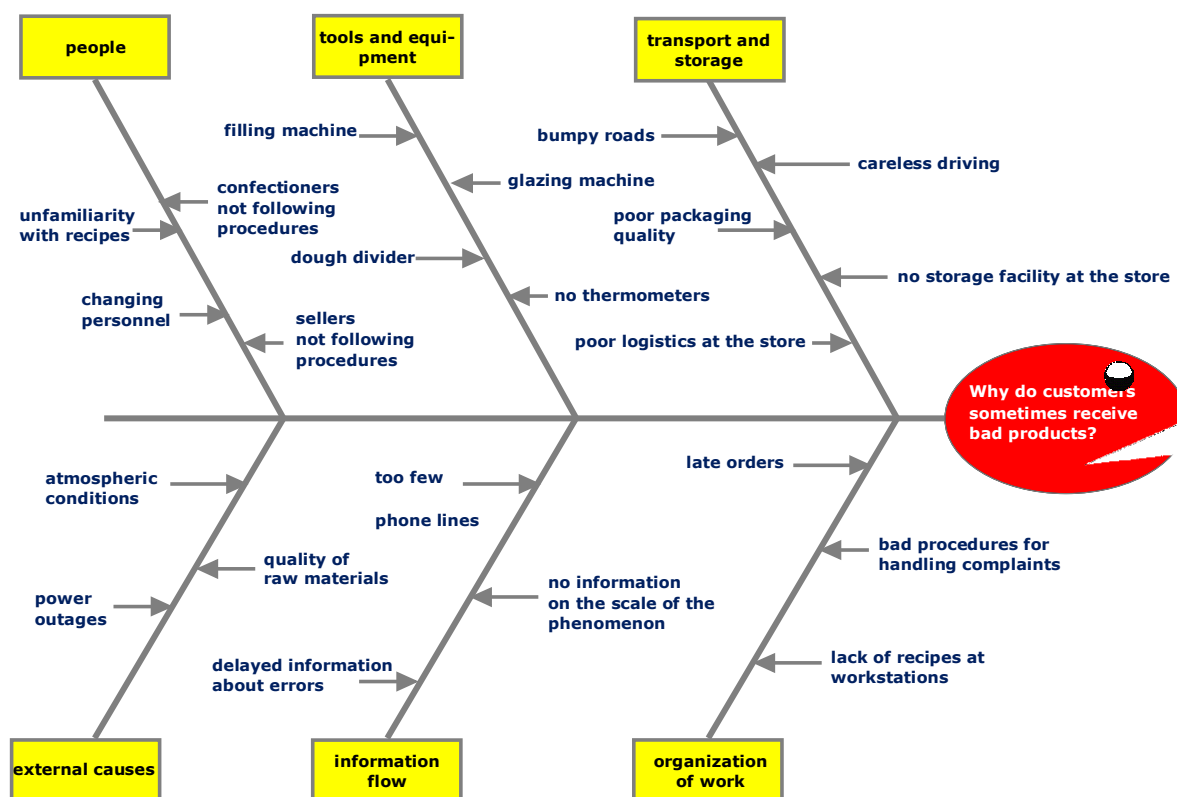 people
tools and equi-
pment
transport and
storage
filling machine
bumpy roads
careless driving
glazing machine
confectioners
not following
procedures
unfamiliarity
with recipes
poor packaging
quality
dough divider
no storage facility at the store
no thermometers
changing
personnel
sellers
not following
procedures
poor logistics at the store
Why do customers
sometimes receive
bad products?
late orders
atmospheric
conditions
too few
phone lines
bad procedures for
handling complaints
quality of
raw materials
no information
on the scale of the
phenomenon
power
outages
delayed information
about errors
lack of recipes at
workstations
external causes
information
flow
organization
of work